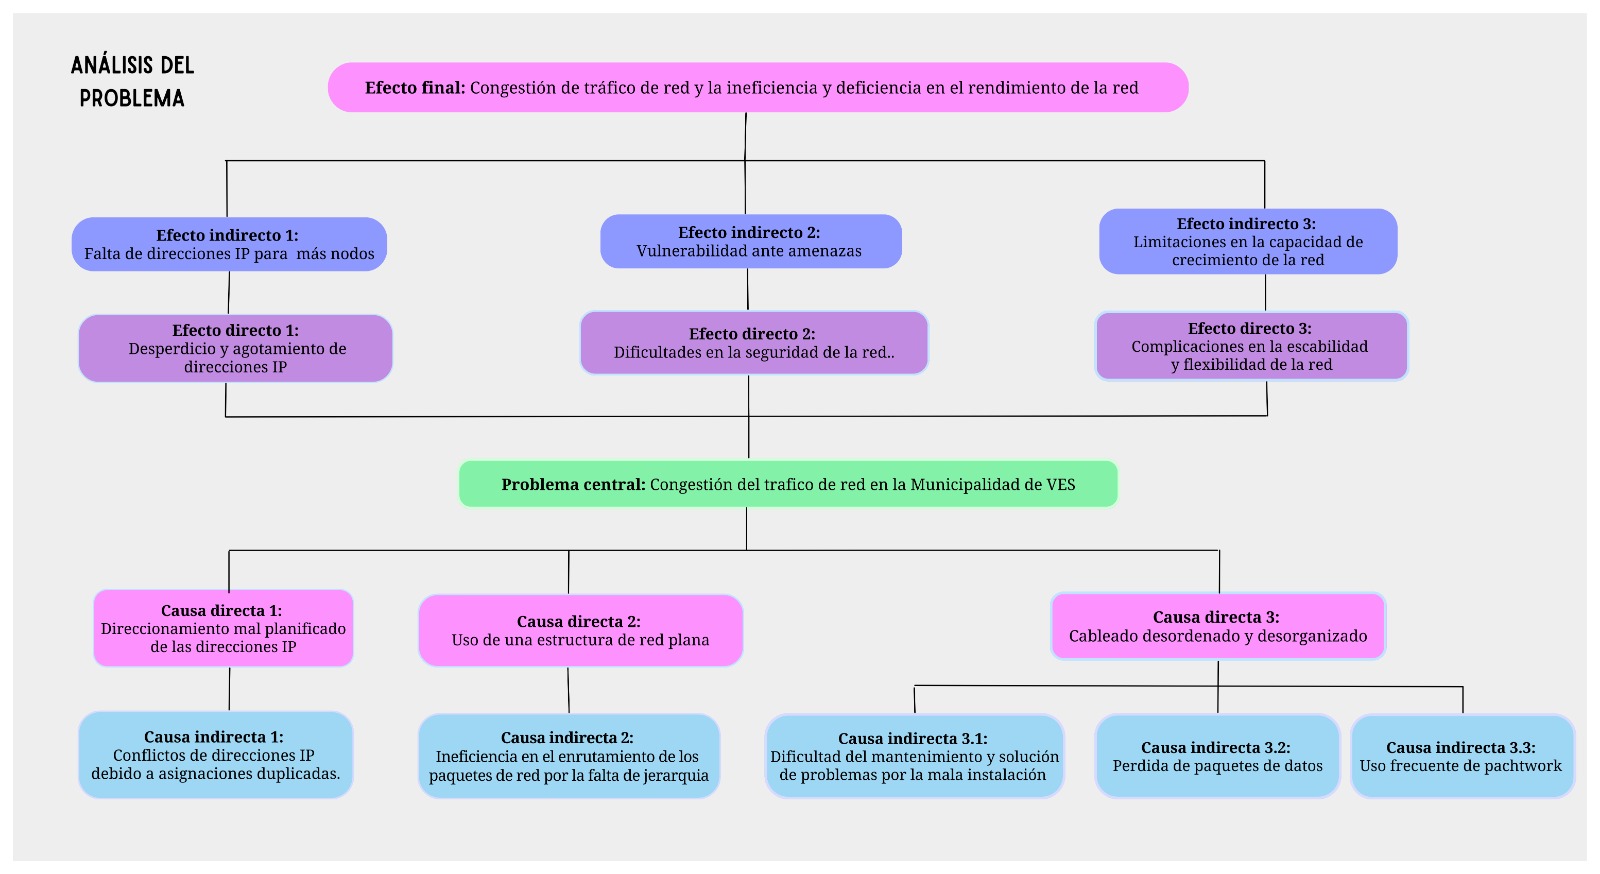 ANÁLISIS DEL
PROBLEMA
Efecto final: Congestión de tráfico de red y la ineficiencia y deficiencia en el rendimiento de la red
Efecto indirecto 1:
Falta de direcciones IP para  más nodos
Efecto indirecto 2:
Vulnerabilidad ante amenazas
Efecto indirecto 3:
Limitaciones en la capacidad de
crecimiento de la red
Efecto directo 1:
Desperdicio y agotamiento de
direcciones IP
Efecto directo 2:
Dificultades en la seguridad de la red..
Efecto directo 3:
Complicaciones en la escabilidad
y flexibilidad de la red
Problema central: Congestión del trafico de red en la Municipalidad de VES
Causa directa 1:
Direccionamiento mal planificado
de las direcciones IP
Causa directa 2:
Uso de una estructura de red plana
Causa directa 3:
Cableado desordenado y desorganizado
Causa indirecta 1:
Conflictos de direcciones IP
debido a asignaciones duplicadas.
Causa indirecta 2:
Ineficiencia en el enrutamiento de los
paquetes de red por la falta de jerarquia
Causa indirecta 3.1:
Dificultad del mantenimiento y solución
de problemas por la mala instalación
Causa indirecta 3.2:
Perdida de paquetes de datos
Causa indirecta 3.3:
Uso frecuente de pachtwork